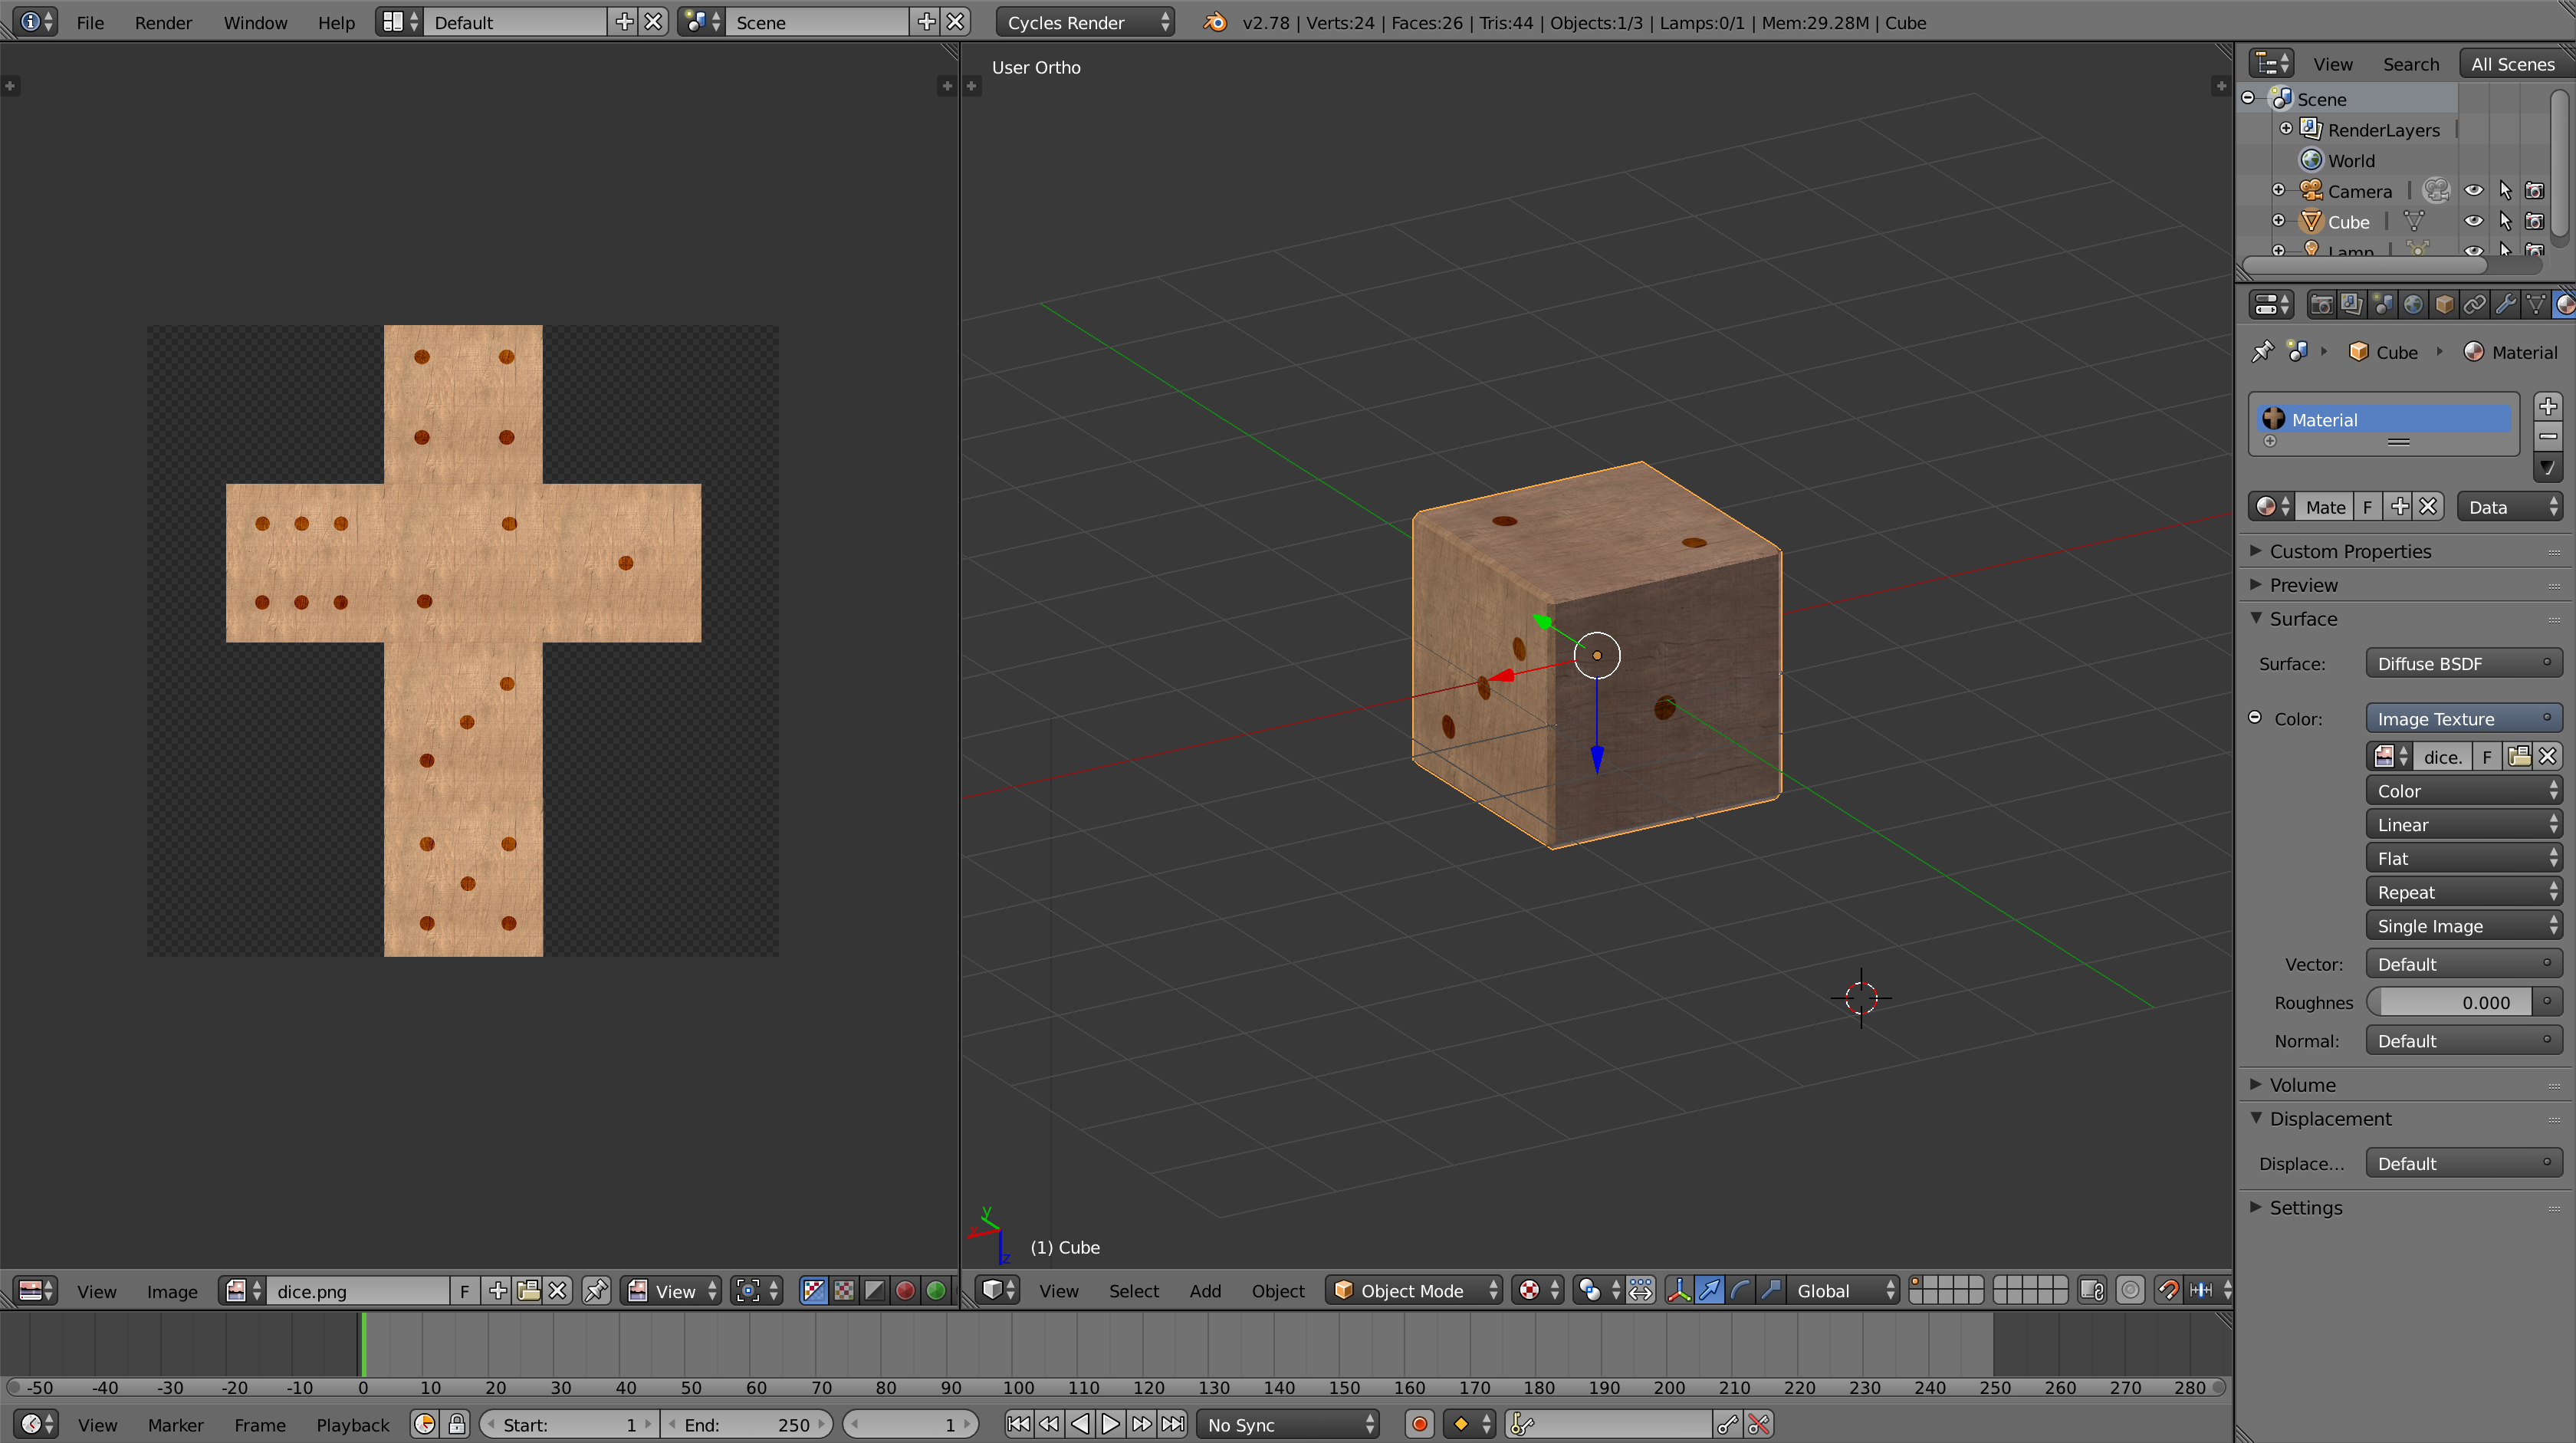 File Render Window Help Default Scene Cycles Render v2.78 | Verts:24 | Faces:26 | Tris:44 | Objects:1/3 | Lamps:0/1 | Mem:29.28M | Cube
User Ortho
View Search All Scenes
Scene
RenderLayers
World
Camera
Cube
Lamp
Cube Material
Material
Mate F Data
Custom Properties
Preview
Surface
Surface: Diffuse BSDF
Color: Image Texture
dice. F
Color
Linear
Flat
Repeat
Single Image
Vector: Default
Roughnes 0.000
Normal: Default
Volume
Displacement
Displace... Default
Settings
y
x
z
(1) Cube
View Image dice.png F View
View Select Add Object Object Mode Global
-50 -40 -30 -20 -10 0 10 20 30 40 50 60 70 80 90 100 110 120 130 140 150 160 170 180 190 200 210 220 230 240 250 260 270 280
View Marker Frame Playback Start: 1 End: 250 1 No Sync